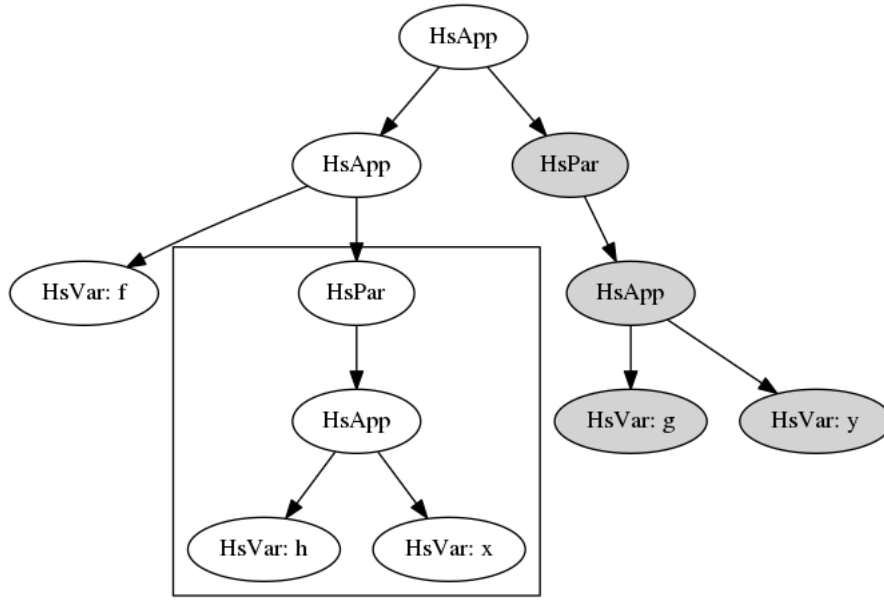 HsApp
HsApp
HsPar
HsVar: f
HsPar
HsApp
HsApp
HsVar: g
HsVar: y
HsVar: h
HsVar: x